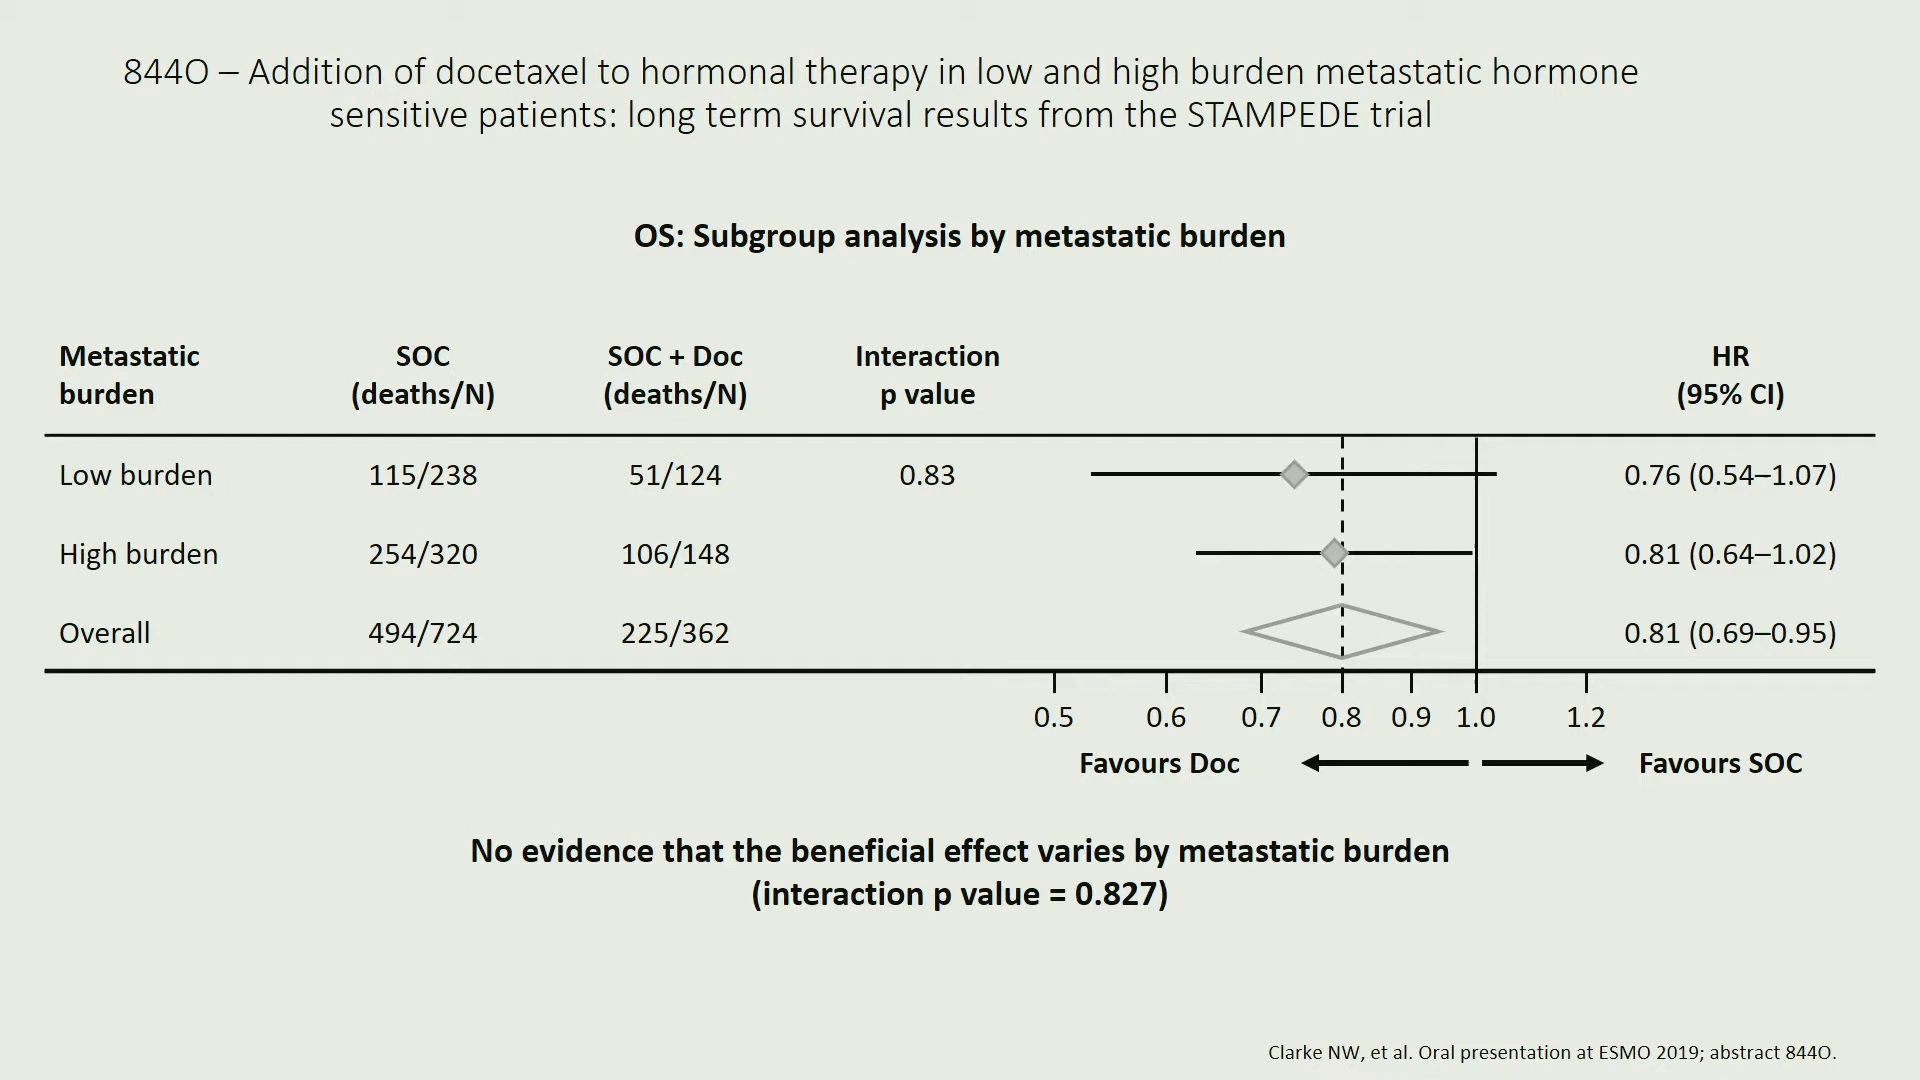 844O – Addition of docetaxel to hormonal therapy in low and high burden metastatic hormone
sensitive patients: long term survival results from the STAMPEDE trial
OS: Subgroup analysis by metastatic burden
Metastatic burden SOC (deaths/N) SOC + Doc (deaths/N) Interaction p value HR (95% CI)
Low burden 115/238 51/124 0.83 0.76 (0.54–1.07)
High burden 254/320 106/148 0.81 (0.64–1.02)
Overall 494/724 225/362 0.81 (0.69–0.95)
0.5 0.6 0.7 0.8 0.9 1.0 1.2
Favours Doc Favours SOC
No evidence that the beneficial effect varies by metastatic burden
(interaction p value = 0.827)
Clarke NW, et al. Oral presentation at ESMO 2019; abstract 844O.